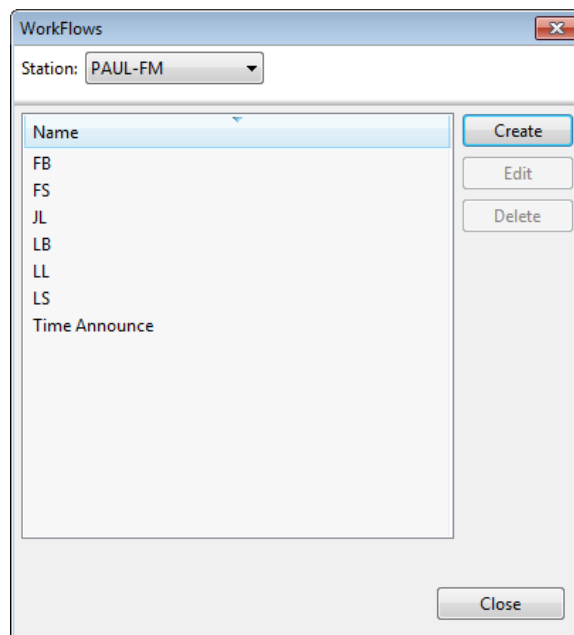 WorkFlows
Station: PAUL-FM
Name
FB
FS
JL
LB
LL
LS
Time Announce
Create
Edit
Delete
Close